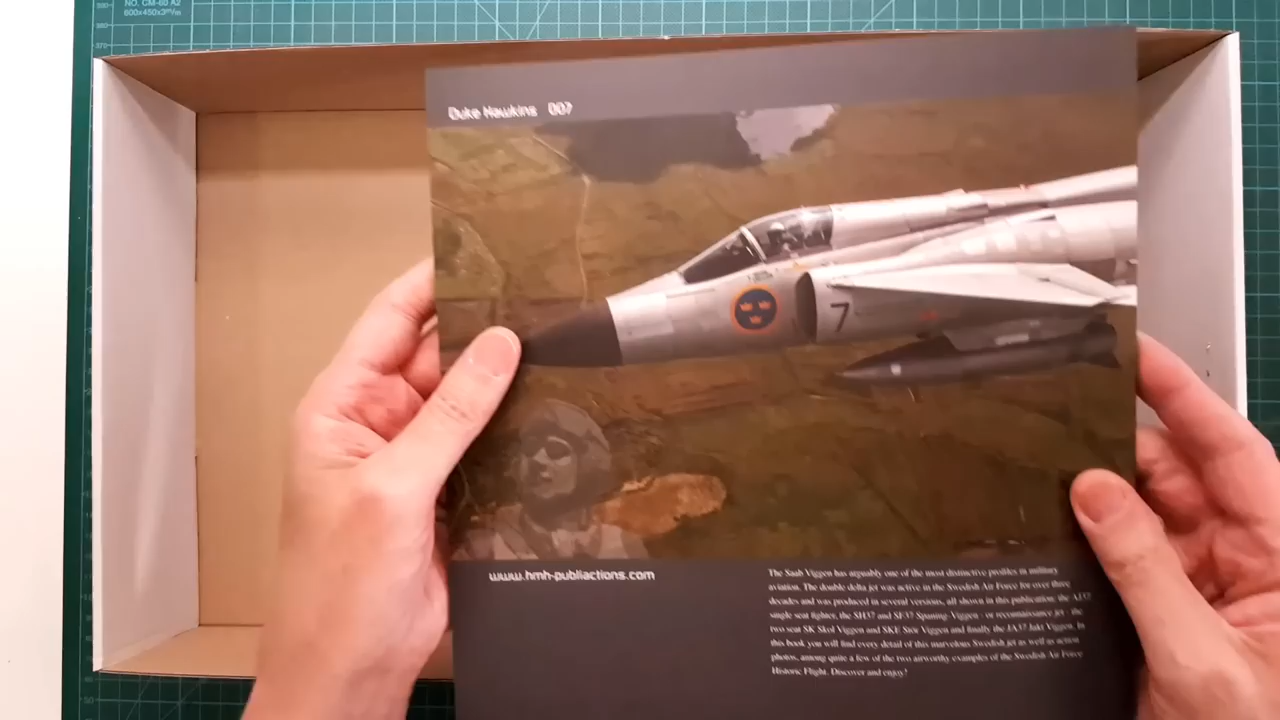 NO. CM-60 A2
600x450x3m/m
Duke Hawkins 007
7
www.hmh-publiactions.com
The Saab Viggen has arguably one of the most distinctive profiles in military
aviation. The double delta jet was active in the Swedish Air Force for over three
decades and was produced in several versions, all shown in this publication: the AJ37
single seat fighter, the SH37 and SF37 Spaning-Viggen - or reconnaissance jet - the
two seat SK Skol Viggen and SKE Stör Viggen and finally the JA37 Jakt Viggen. In
this book you will find every detail of this marvelous Swedish jet as well as action
photos, among quite a few of the two airworthy examples of the Swedish Air Force
Historic Flight. Discover and enjoy!